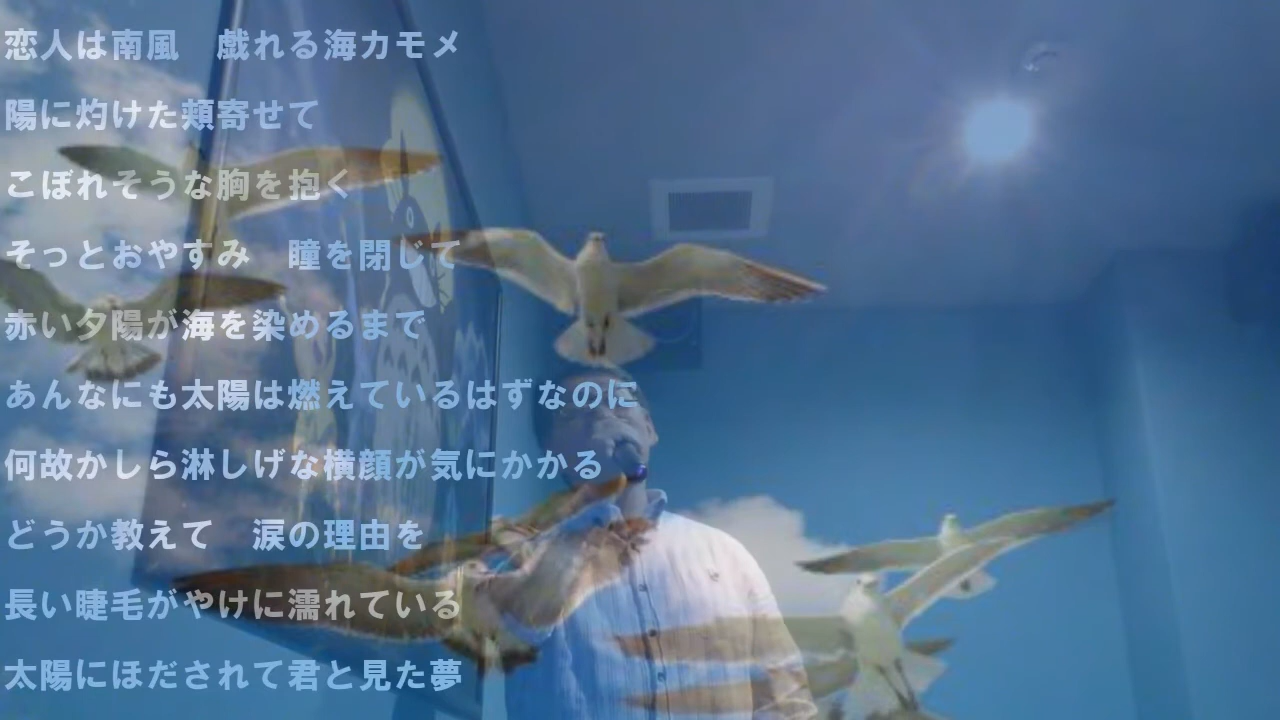 恋人は南風　戯れる海カモメ
陽に灼けた頬寄せて
こぼれそうな胸を抱く
そっとおやすみ　瞳を閉じて
赤い夕陽が海を染めるまで
あんなにも太陽は燃えているはずなのに
何故かしら淋しげな横顔が気にかかる
どうか教えて　涙の理由を
長い睫毛がやけに濡れている
太陽にほだされて君と見た夢